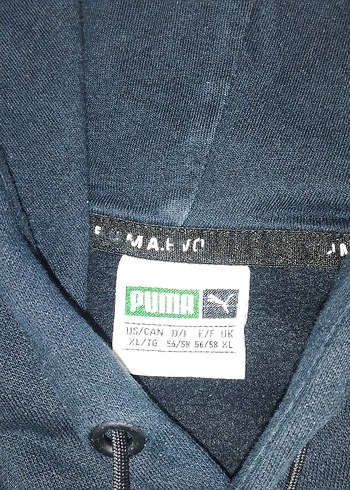 PUMA
US/CAN D/I E/F UK
XL/TG 56/58 56/58 XL